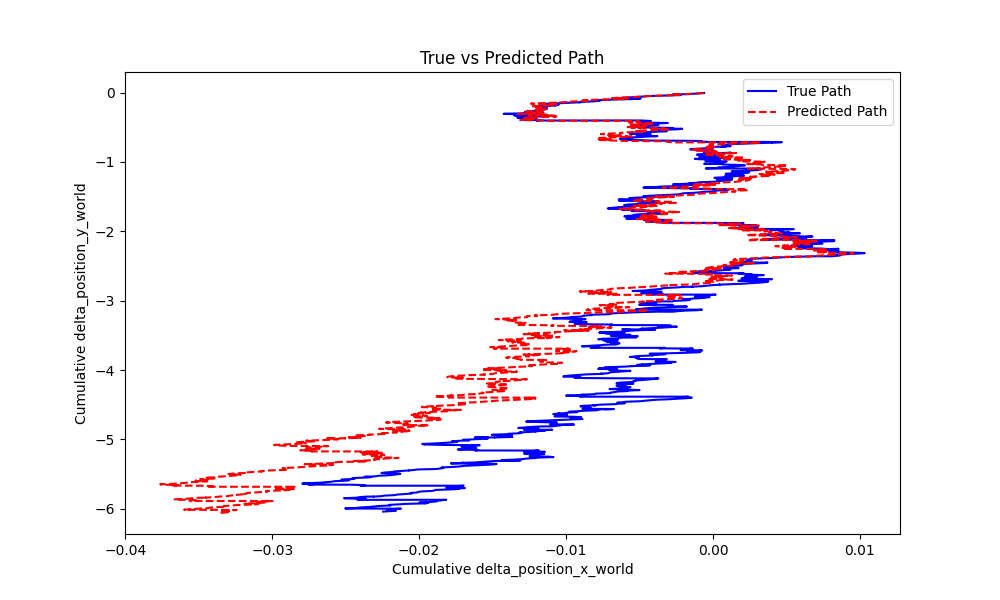 True vs Predicted Path
True Path
Predicted Path
0
−1
−2
−3
−4
−5
−6
Cumulative delta_position_y_world
−0.04
−0.03
−0.02
−0.01
0.00
0.01
Cumulative delta_position_x_world